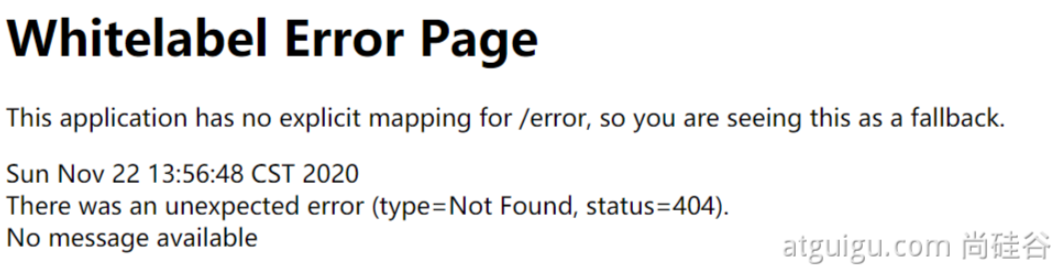 Whitelabel Error Page
This application has no explicit mapping for /error, so you are seeing this as a fallback.
Sun Nov 22 13:56:48 CST 2020
There was an unexpected error (type=Not Found, status=404).
No message available
atguigu.com 尚硅谷